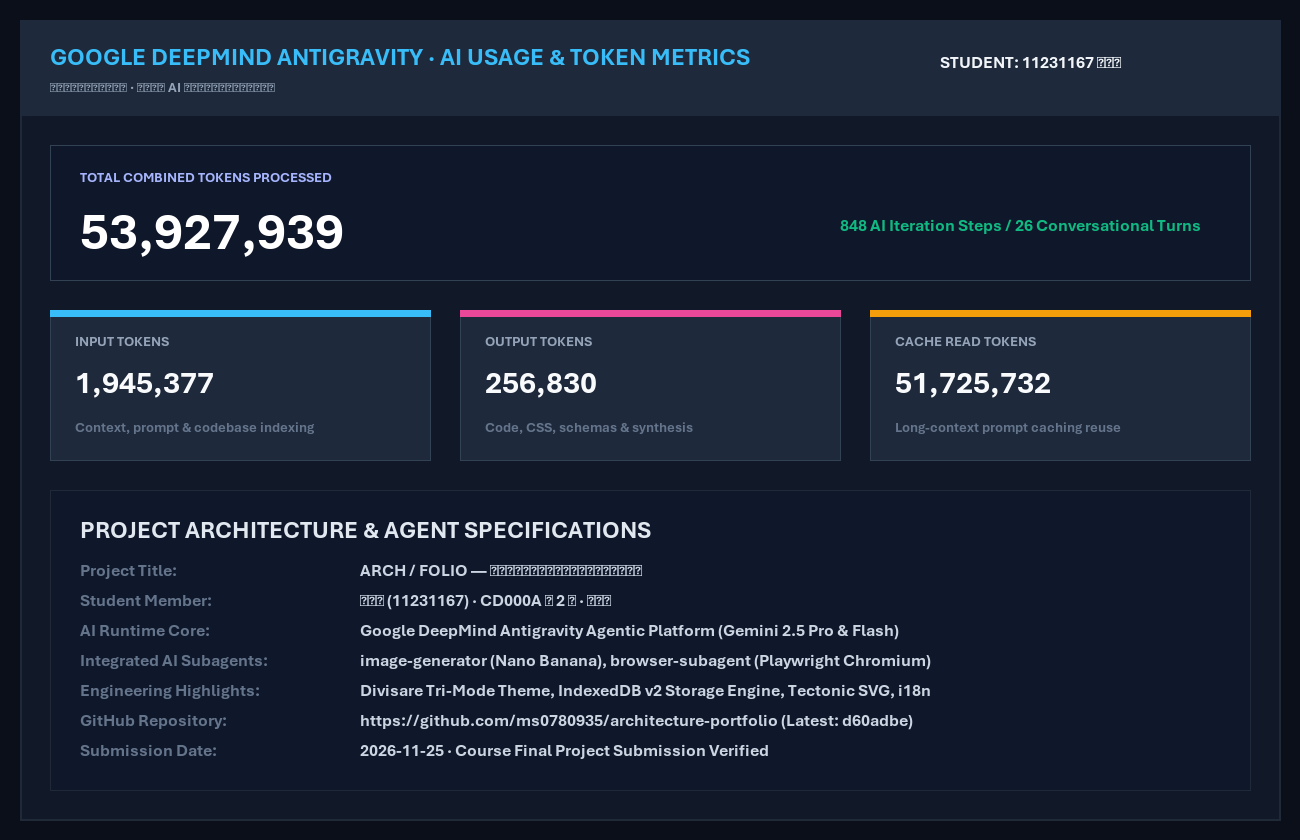 GOOGLE DEEPMIND ANTIGRAVITY · AI USAGE & TOKEN METRICS
STUDENT: 11231167
· AI
TOTAL COMBINED TOKENS PROCESSED
53,927,939
848 AI Iteration Steps / 26 Conversational Turns
INPUT TOKENS
1,945,377
Context, prompt & codebase indexing
OUTPUT TOKENS
256,830
Code, CSS, schemas & synthesis
CACHE READ TOKENS
51,725,732
Long-context prompt caching reuse
PROJECT ARCHITECTURE & AGENT SPECIFICATIONS
Project Title: ARCH / FOLIO —
Student Member: (11231167) · CD000A 2 ·
AI Runtime Core: Google DeepMind Antigravity Agentic Platform (Gemini 2.5 Pro & Flash)
Integrated AI Subagents: image-generator (Nano Banana), browser-subagent (Playwright Chromium)
Engineering Highlights: Divisare Tri-Mode Theme, IndexedDB v2 Storage Engine, Tectonic SVG, i18n
GitHub Repository: https://github.com/ms0780935/architecture-portfolio (Latest: d60adbe)
Submission Date: 2026-11-25 · Course Final Project Submission Verified